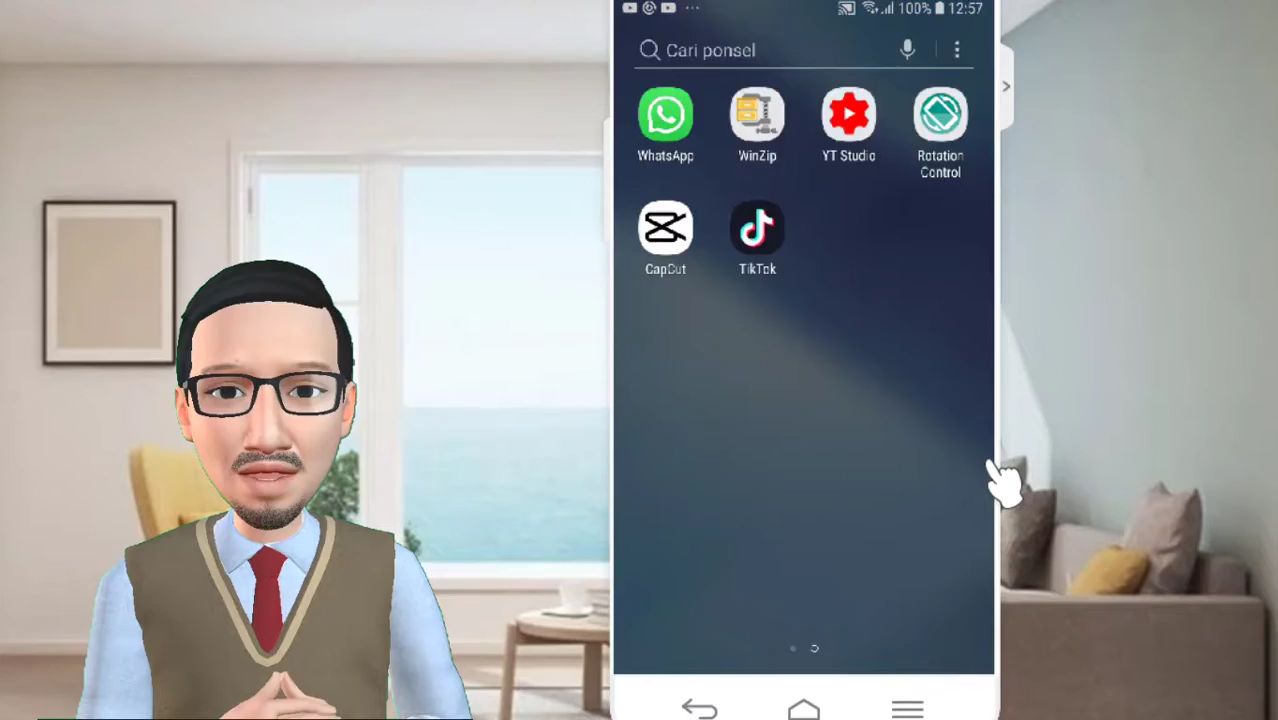 100% 12:57
Cari ponsel
WhatsApp
WinZip
YT Studio
Rotation
Control
CapCut
TikTok